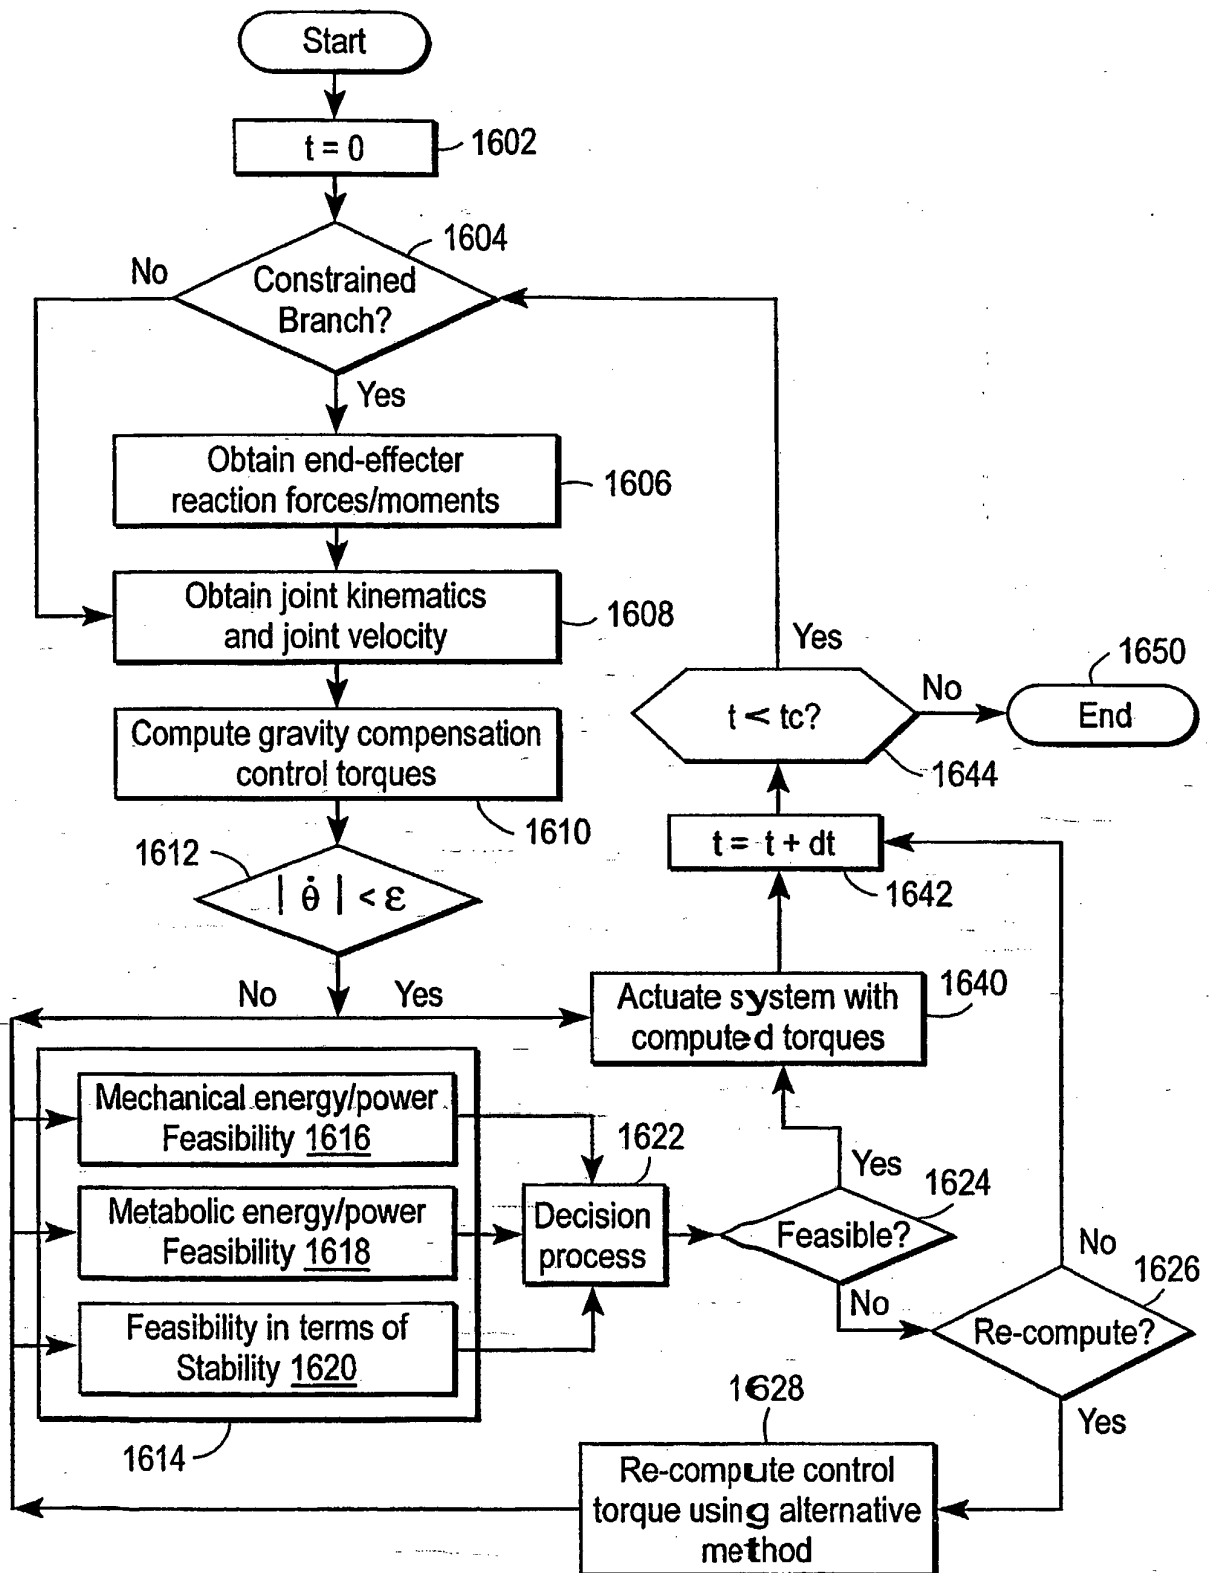 Start
t = 0
1602
1604
No
Constrained
Branch?
Yes
Obtain end-effecter
reaction forces/moments
1606
Obtain joint kinematics
and joint velocity
1608
Compute gravity compensation
control torques
1610
1612
| θ̇ | < ε
No
Yes
Mechanical energy/power
Feasibility 1616
Metabolic energy/power
Feasibility 1618
Feasibility in terms of
Stability 1620
1614
1622
Decision
process
Feasible?
1624
Yes
No
Actuate system with
computed torques
1640
t = t + dt
1642
t < tc?
1644
Yes
No
End
1650
Re-compute?
1626
No
Yes
1628
Re-compute control
torque using alternative
method